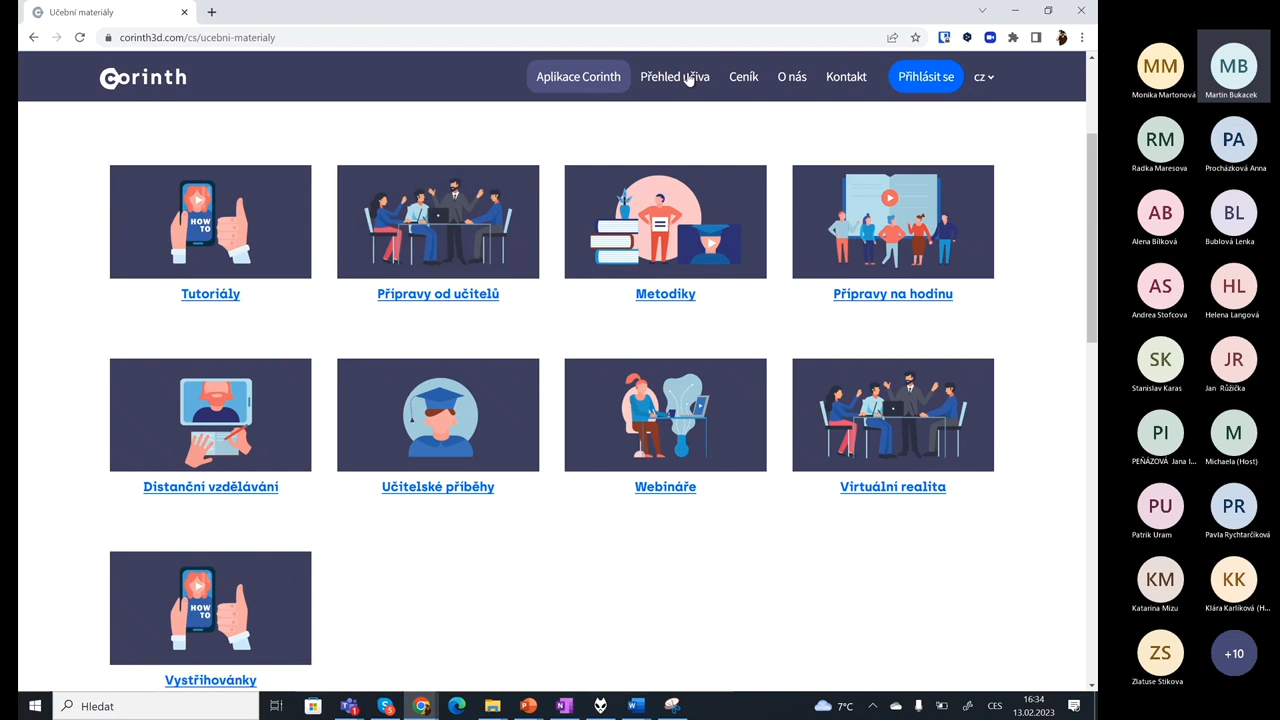 Učební materiály
corinth3d.com/cs/ucebni-materialy
Corinth
Aplikace Corinth
Přehled učiva
Ceník
O nás
Kontakt
Přihlásit se
cz
HOW
TO
Tutoriály
Přípravy od učitelů
Metodiky
Přípravy na hodinu
Distanční vzdělávání
Učitelské příběhy
Webináře
Virtuální realita
HOW
TO
Vystřihovánky
Hledat
7°C
CES
16:34
13.02.2023
MM
Monika Martonová
MB
Martin Bukacek
RM
Radka Maresova
PA
Procházková Anna
AB
Alena Bílková
BL
Bublová Lenka
AS
Andrea Stofcova
HL
Helena Langová
SK
Stanislav Karas
JR
Jan Růžička
PI
PEŇÁZOVÁ Jana I...
M
Michaela (Host)
PU
Patrik Uram
PR
Pavla Rychtarčíková
KM
Katarina Mizu
KK
Klára Karlíková (H...
ZS
Zlatuse Stikova
+10